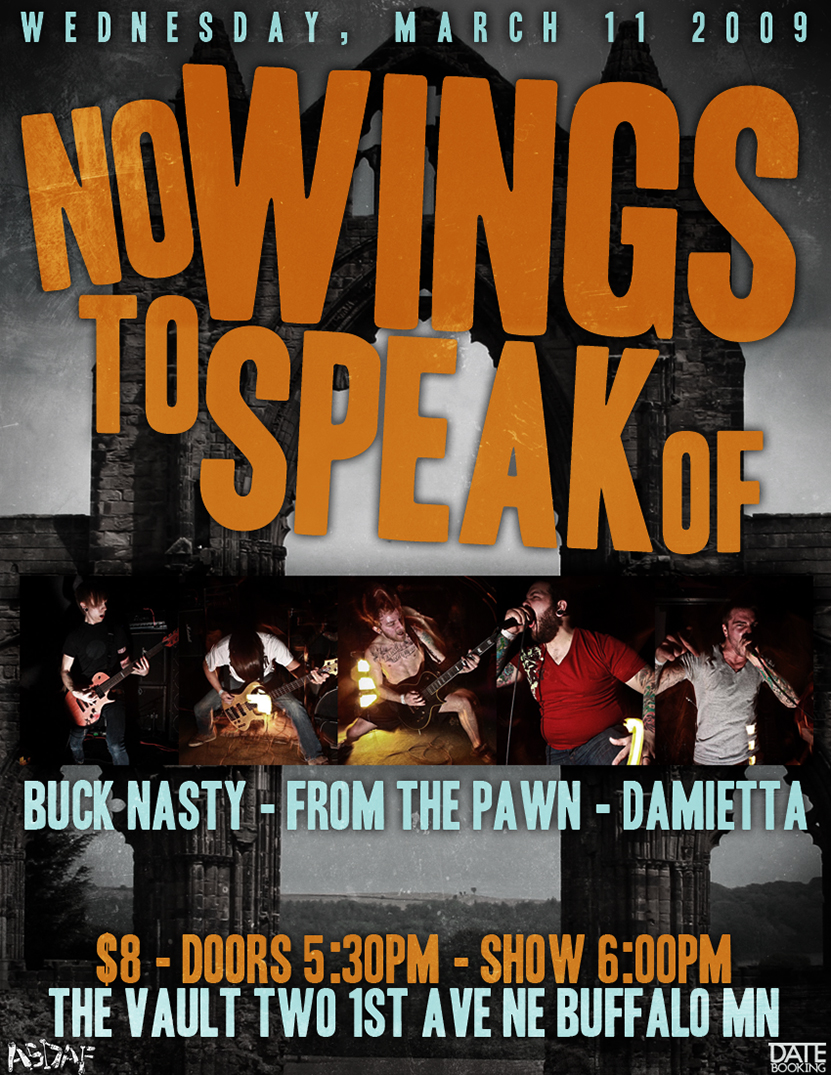 WEDNESDAY, MARCH 11 2009
NO WINGS
TO SPEAK OF
BUCK NASTY - FROM THE PAWN - DAMIETTA
$8 - DOORS 5:30PM - SHOW 6:00PM
THE VAULT TWO 1ST AVE NE BUFFALO MN
ASDAF
DATE
BOOKING